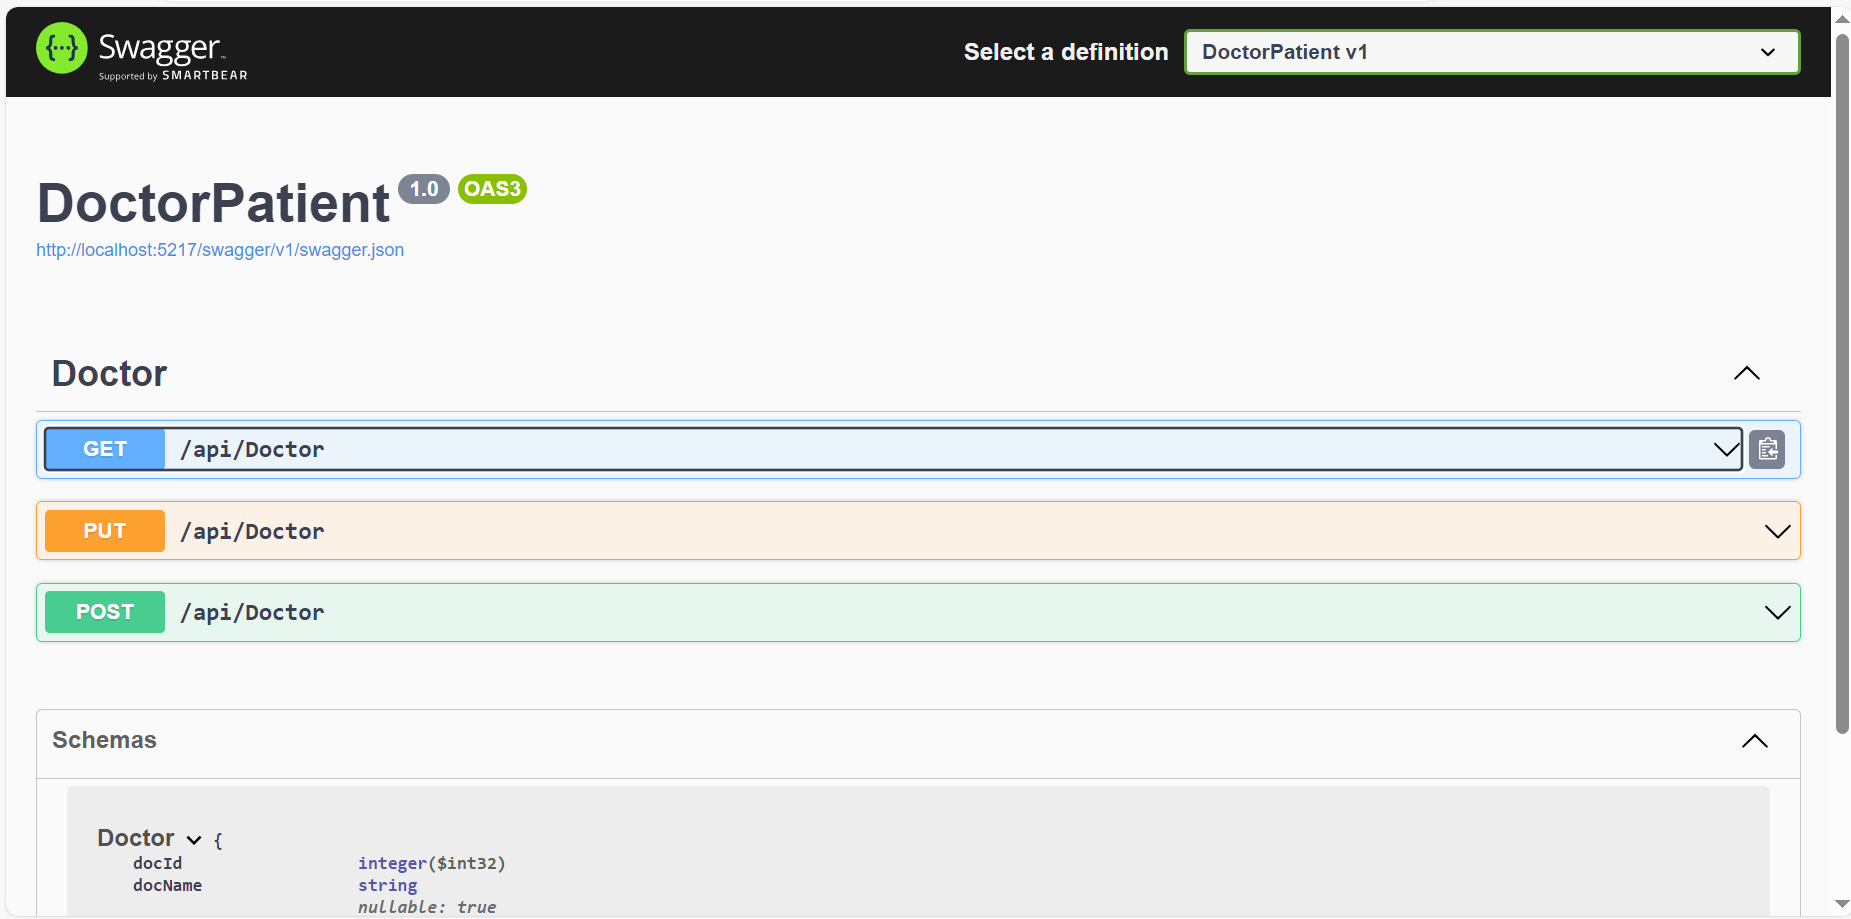 Swagger™
Supported by SMARTBEAR
Select a definition
DoctorPatient v1
DoctorPatient 1.0 OAS3
http://localhost:5217/swagger/v1/swagger.json
Doctor
GET /api/Doctor
PUT /api/Doctor
POST /api/Doctor
Schemas
Doctor {
docId integer($int32)
docName string
nullable: true